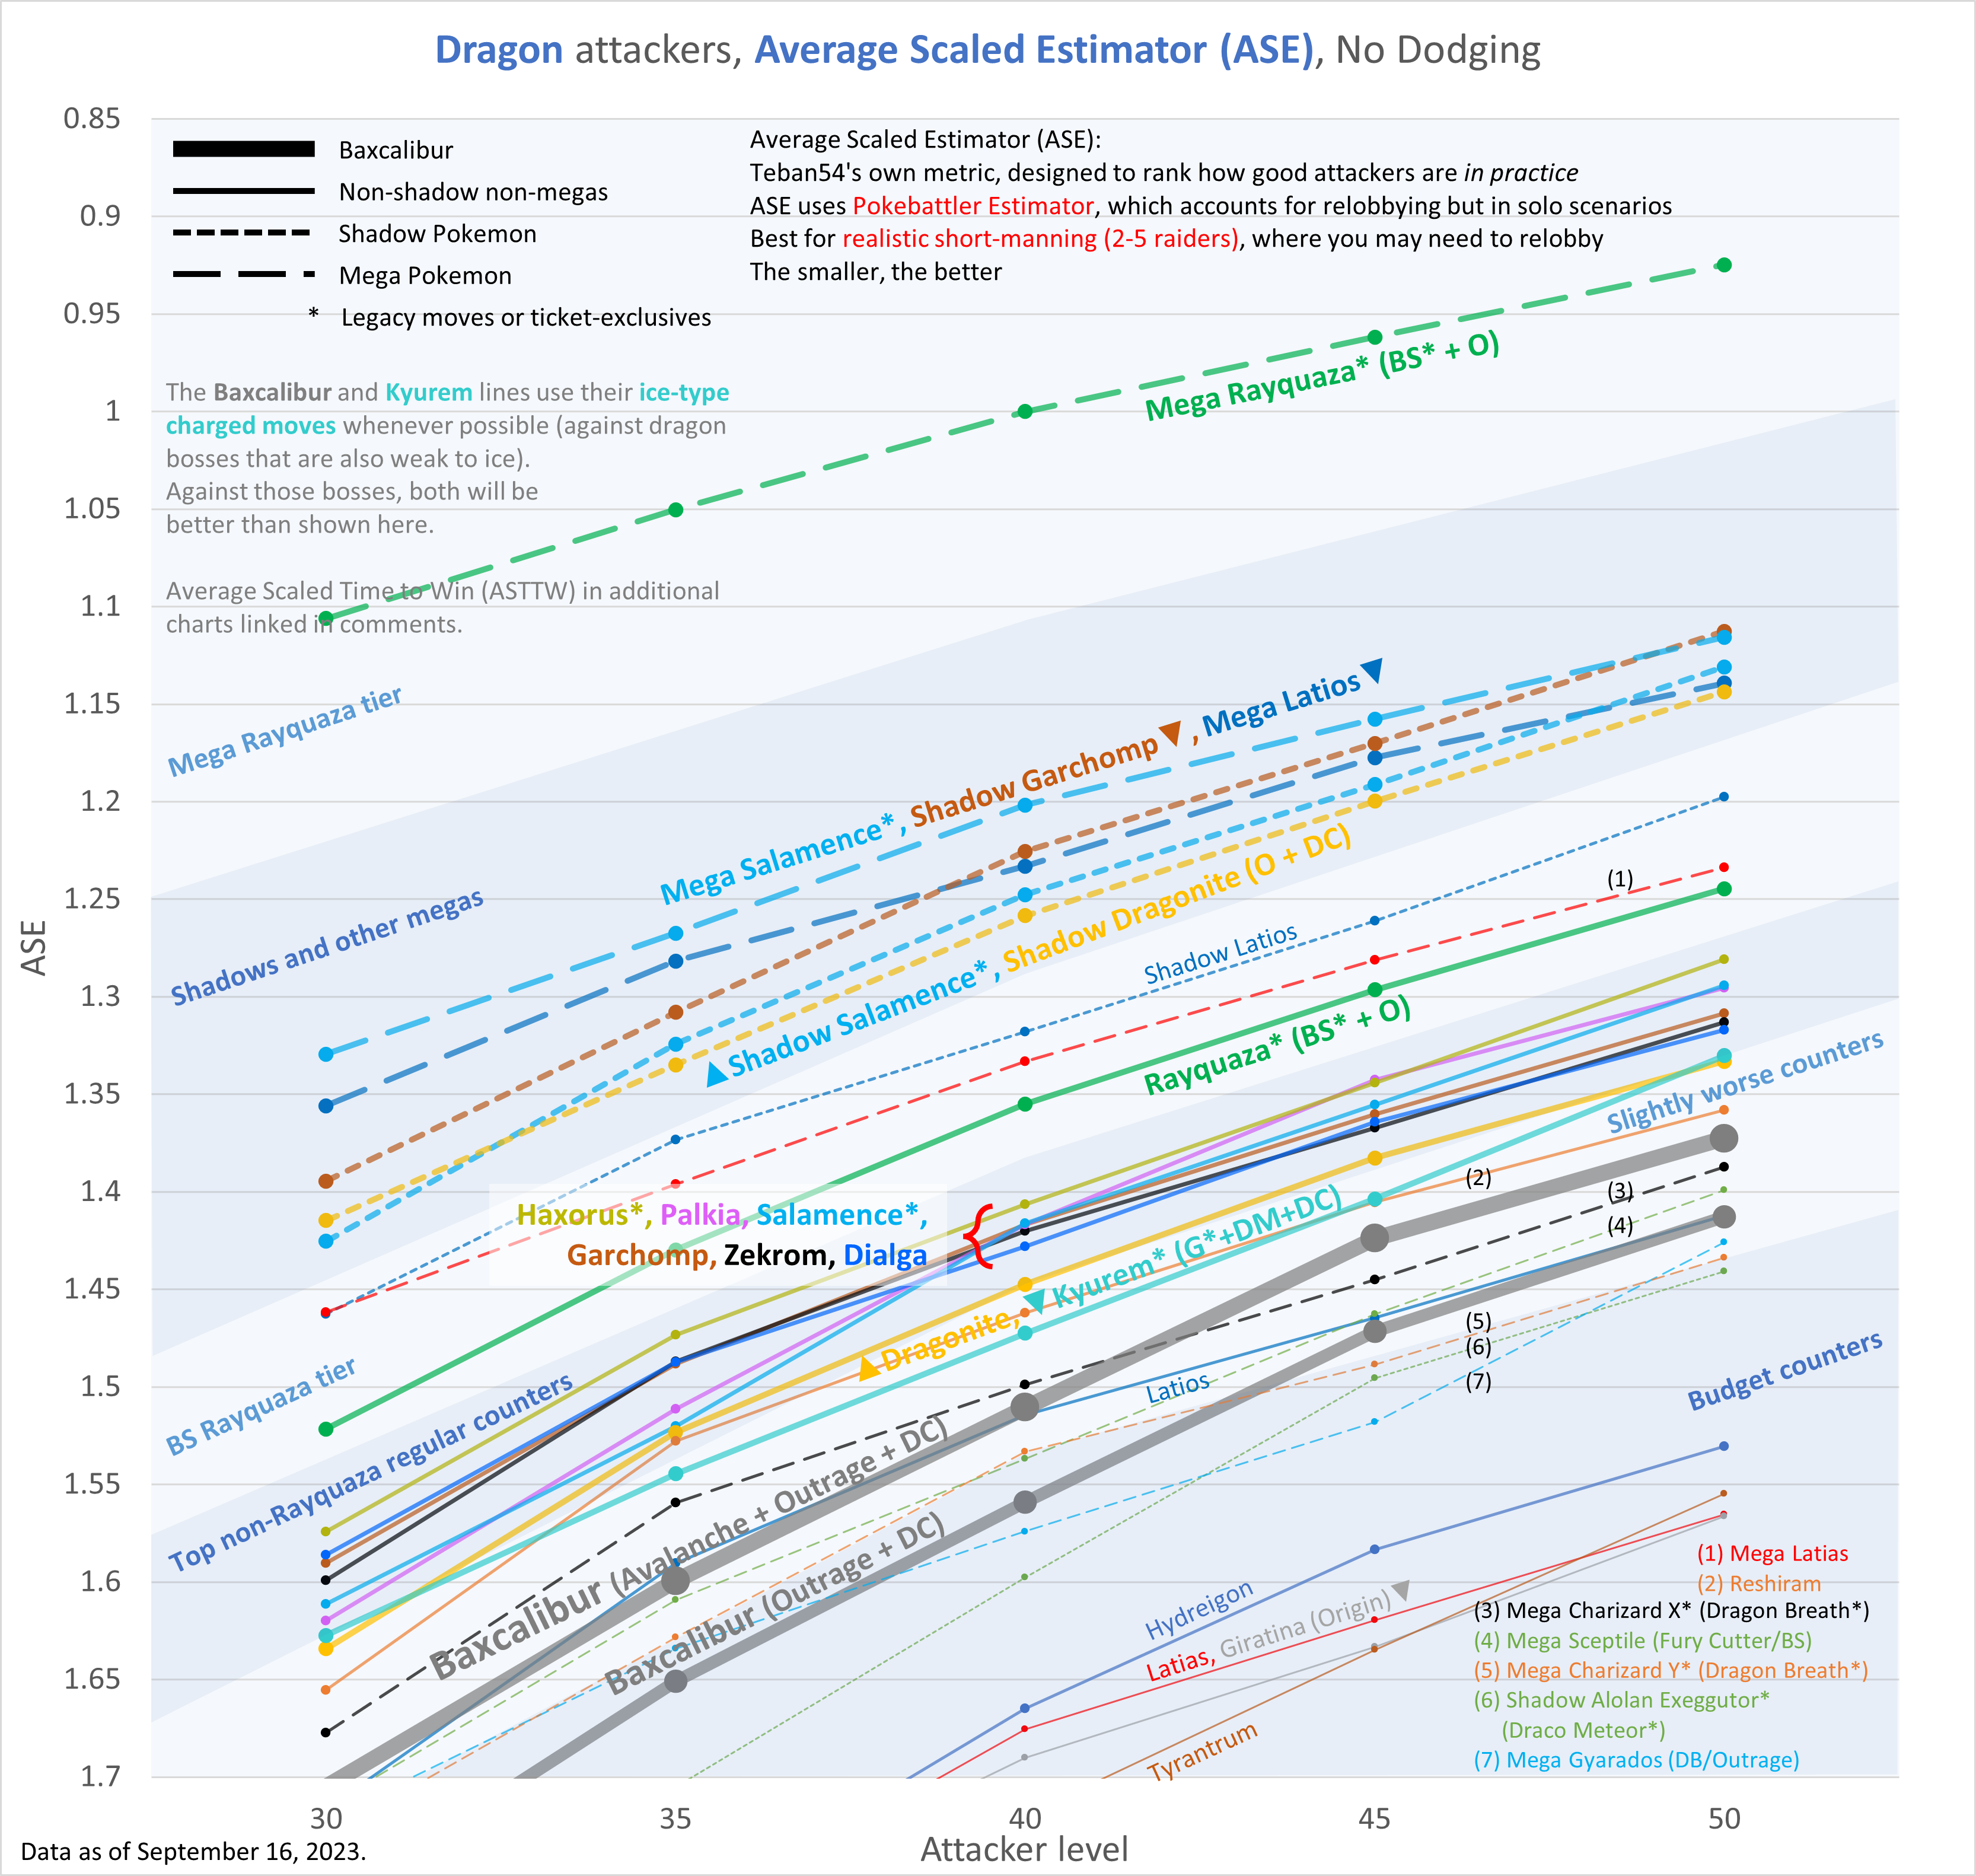 Dragon attackers, Average Scaled Estimator (ASE), No Dodging
0.85
0.9
0.95
1
1.05
1.1
1.15
1.2
1.25
1.3
1.35
1.4
1.45
1.5
1.55
1.6
1.65
1.7
ASE
Baxcalibur
Non-shadow non-megas
Shadow Pokemon
Mega Pokemon
* Legacy moves or ticket-exclusives
Average Scaled Estimator (ASE):
Teban54's own metric, designed to rank how good attackers are in practice
ASE uses Pokebattler Estimator, which accounts for relobbying but in solo scenarios
Best for realistic short-manning (2-5 raiders), where you may need to relobby
The smaller, the better
The Baxcalibur and Kyurem lines use their ice-type
charged moves whenever possible (against dragon
bosses that are also weak to ice).
Against those bosses, both will be
better than shown here.
Average Scaled Time to Win (ASTTW) in additional
charts linked in comments.
Mega Rayquaza* (BS* + O)
Mega Rayquaza tier
Mega Salamence*, Shadow Garchomp▼, Mega Latios▼
Shadows and other megas
▲Shadow Salamence*, Shadow Dragonite (O + DC)
Shadow Latios
(1)
Rayquaza* (BS* + O)
Slightly worse counters
Haxorus*, Palkia, Salamence*,
Garchomp, Zekrom, Dialga
{
▲Dragonite, ▼Kyurem* (G*+DM+DC)
(2)
(3)
(4)
BS Rayquaza tier
Top non-Rayquaza regular counters
Latios
(5)
(6)
(7)
Budget counters
Baxcalibur (Avalanche + Outrage + DC)
Baxcalibur (Outrage + DC)
Hydreigon
Latias, Giratina (Origin)▼
Tyrantrum
(1) Mega Latias
(2) Reshiram
(3) Mega Charizard X* (Dragon Breath*)
(4) Mega Sceptile (Fury Cutter/BS)
(5) Mega Charizard Y* (Dragon Breath*)
(6) Shadow Alolan Exeggutor*
(Draco Meteor*)
(7) Mega Gyarados (DB/Outrage)
30
35
40
45
50
Attacker level
Data as of September 16, 2023.